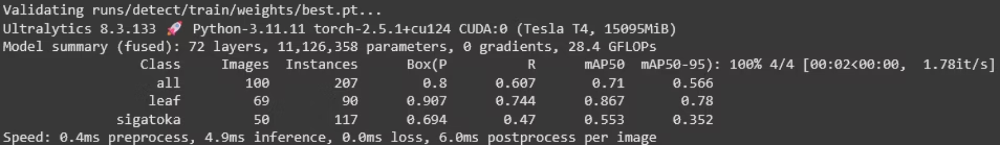 Validating runs/detect/train/weights/best.pt...
Ultralytics 8.3.133 🚀 Python-3.11.11 torch-2.5.1+cu124 CUDA:0 (Tesla T4, 15095MiB)
Model summary (fused): 72 layers, 11,126,358 parameters, 0 gradients, 28.4 GFLOPs
Class Images Instances Box(P R mAP50 mAP50-95): 100% 4/4 [00:02<00:00, 1.78it/s]
all 100 207 0.8 0.607 0.71 0.566
leaf 69 90 0.907 0.744 0.867 0.78
sigatoka 50 117 0.694 0.47 0.553 0.352
Speed: 0.4ms preprocess, 4.9ms inference, 0.0ms loss, 6.0ms postprocess per image